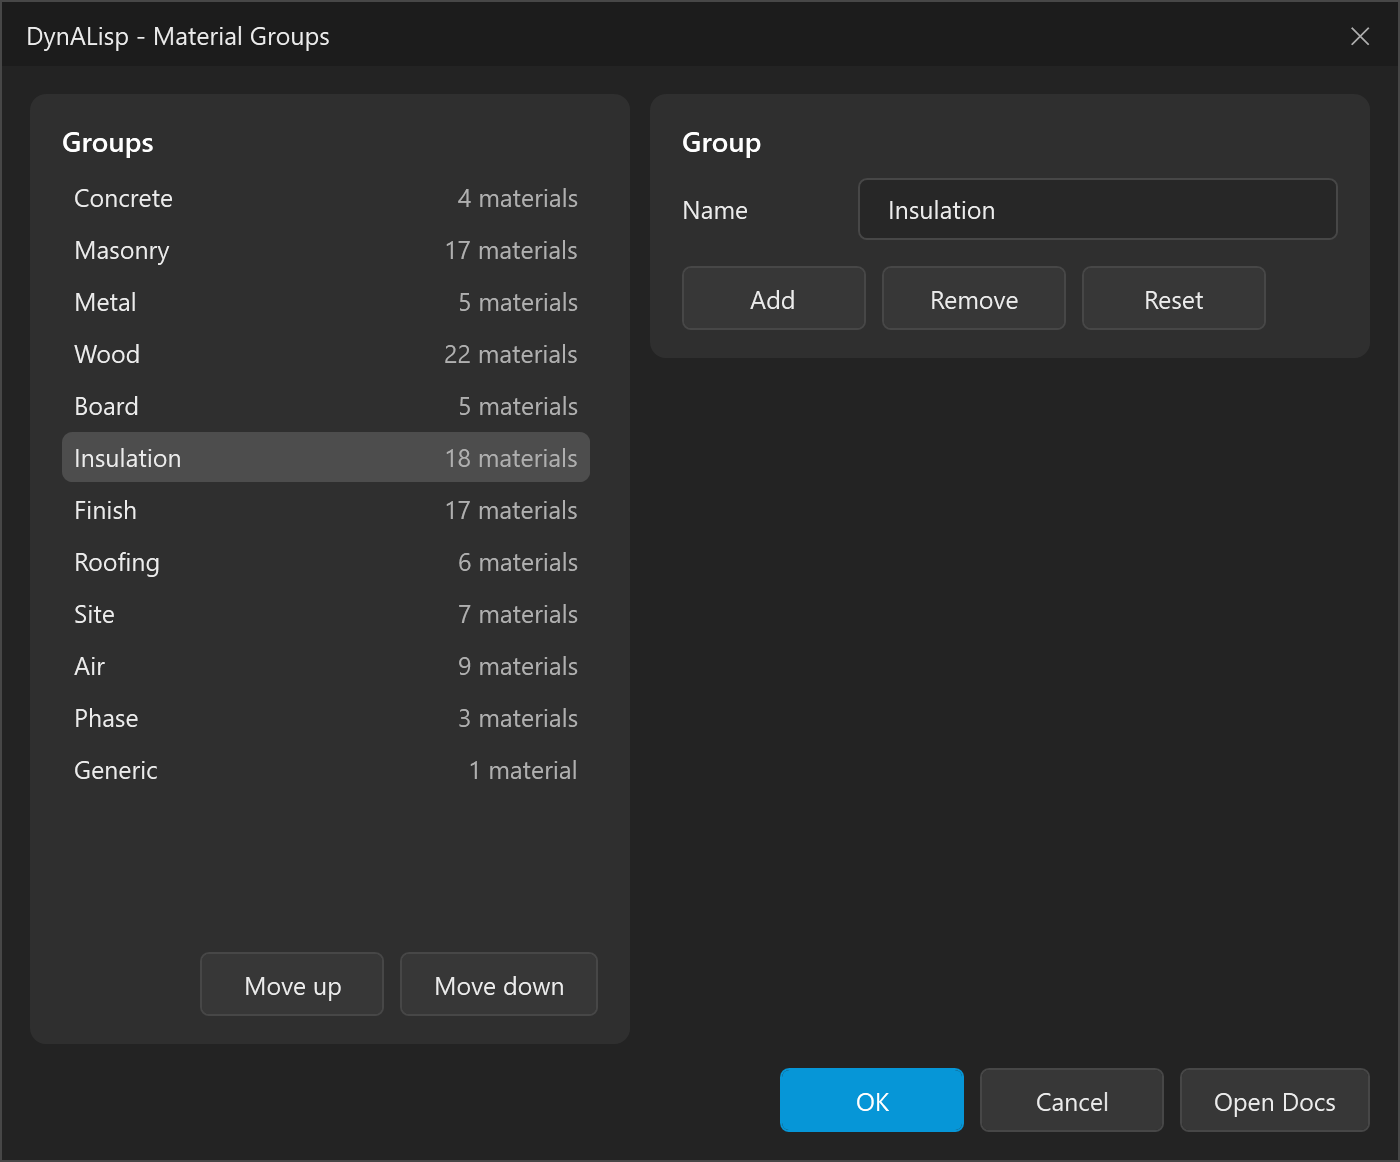 DynALisp - Material Groups
Groups
Concrete 4 materials
Masonry 17 materials
Metal 5 materials
Wood 22 materials
Board 5 materials
Insulation 18 materials
Finish 17 materials
Roofing 6 materials
Site 7 materials
Air 9 materials
Phase 3 materials
Generic 1 material
Move up Move down
Group
Name Insulation
Add Remove Reset
OK Cancel Open Docs